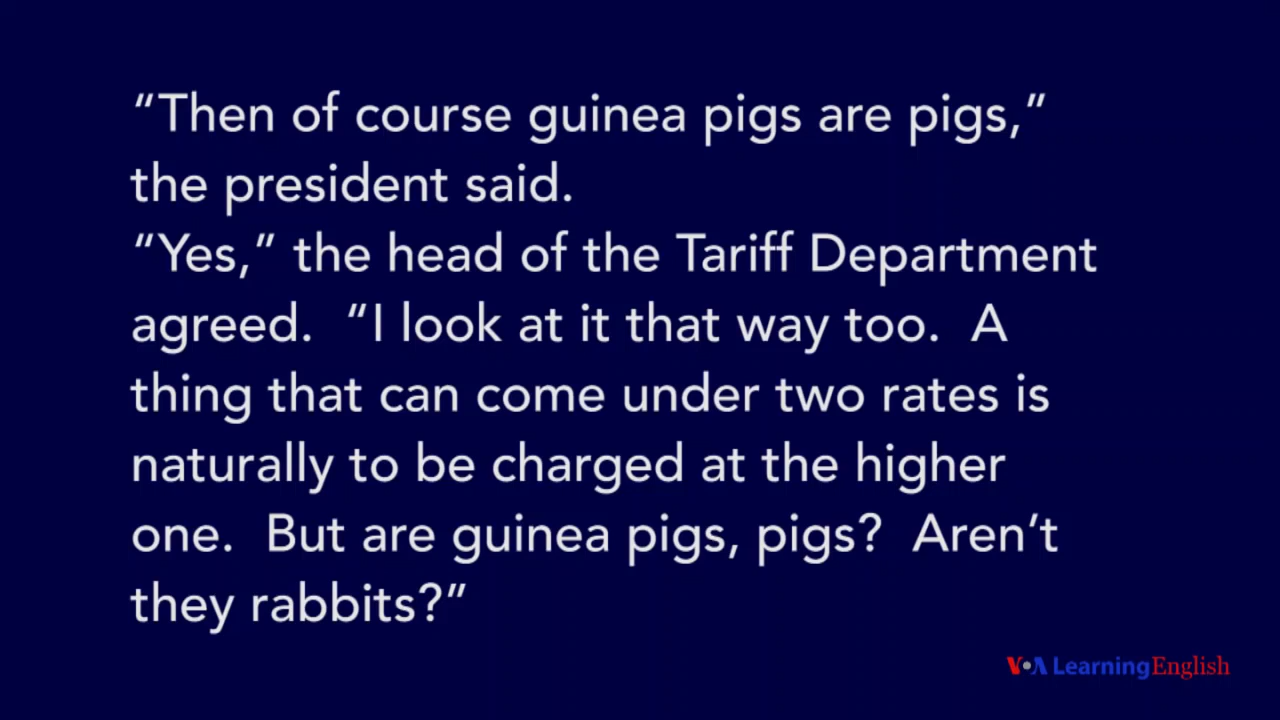 “Then of course guinea pigs are pigs,”
the president said.
“Yes,” the head of the Tariff Department
agreed.  “I look at it that way too.  A
thing that can come under two rates is
naturally to be charged at the higher
one.  But are guinea pigs, pigs?  Aren’t
they rabbits?”
VOA Learning English